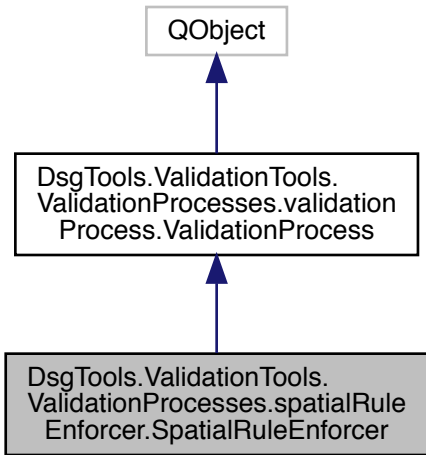 QObject
DsgTools.ValidationTools.
ValidationProcesses.validation
Process.ValidationProcess
DsgTools.ValidationTools.
ValidationProcesses.spatialRule
Enforcer.SpatialRuleEnforcer